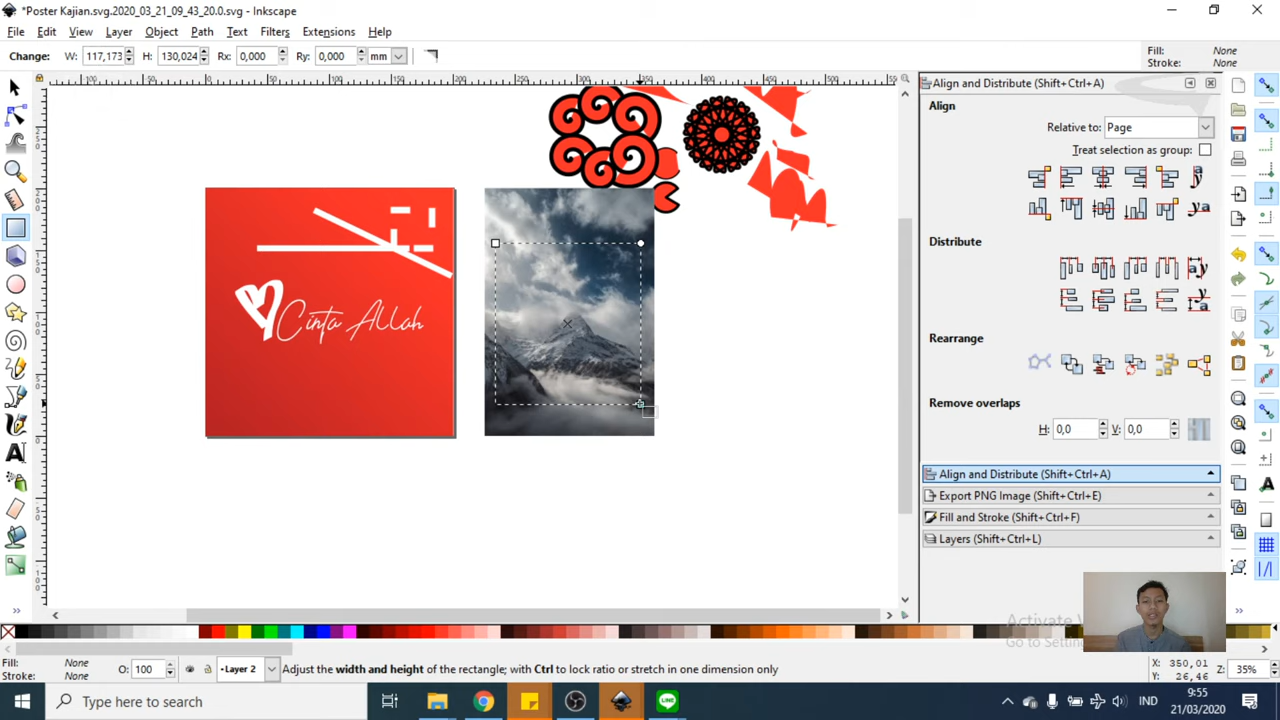 *Poster Kajian.svg.2020_03_21_09_43_20.0.svg - Inkscape
File Edit View Layer Object Path Text Filters Extensions Help
Change: W: 117,173 H: 130,024 Rx: 0,000 Ry: 0,000 mm
Fill: None
Stroke: None
Align and Distribute (Shift+Ctrl+A)
Align
Relative to: Page
Treat selection as group:
Distribute
Rearrange
Remove overlaps
H: 0,0 V: 0,0
Align and Distribute (Shift+Ctrl+A)
Export PNG Image (Shift+Ctrl+E)
Fill and Stroke (Shift+Ctrl+F)
Layers (Shift+Ctrl+L)
Cinta Allah
Fill: None
Stroke: None
O: 100
Layer 2
Adjust the width and height of the rectangle; with Ctrl to lock ratio or stretch in one dimension only
X: 350,01
Y: 26,46
Z: 35%
Type here to search
IND
9:55
21/03/2020